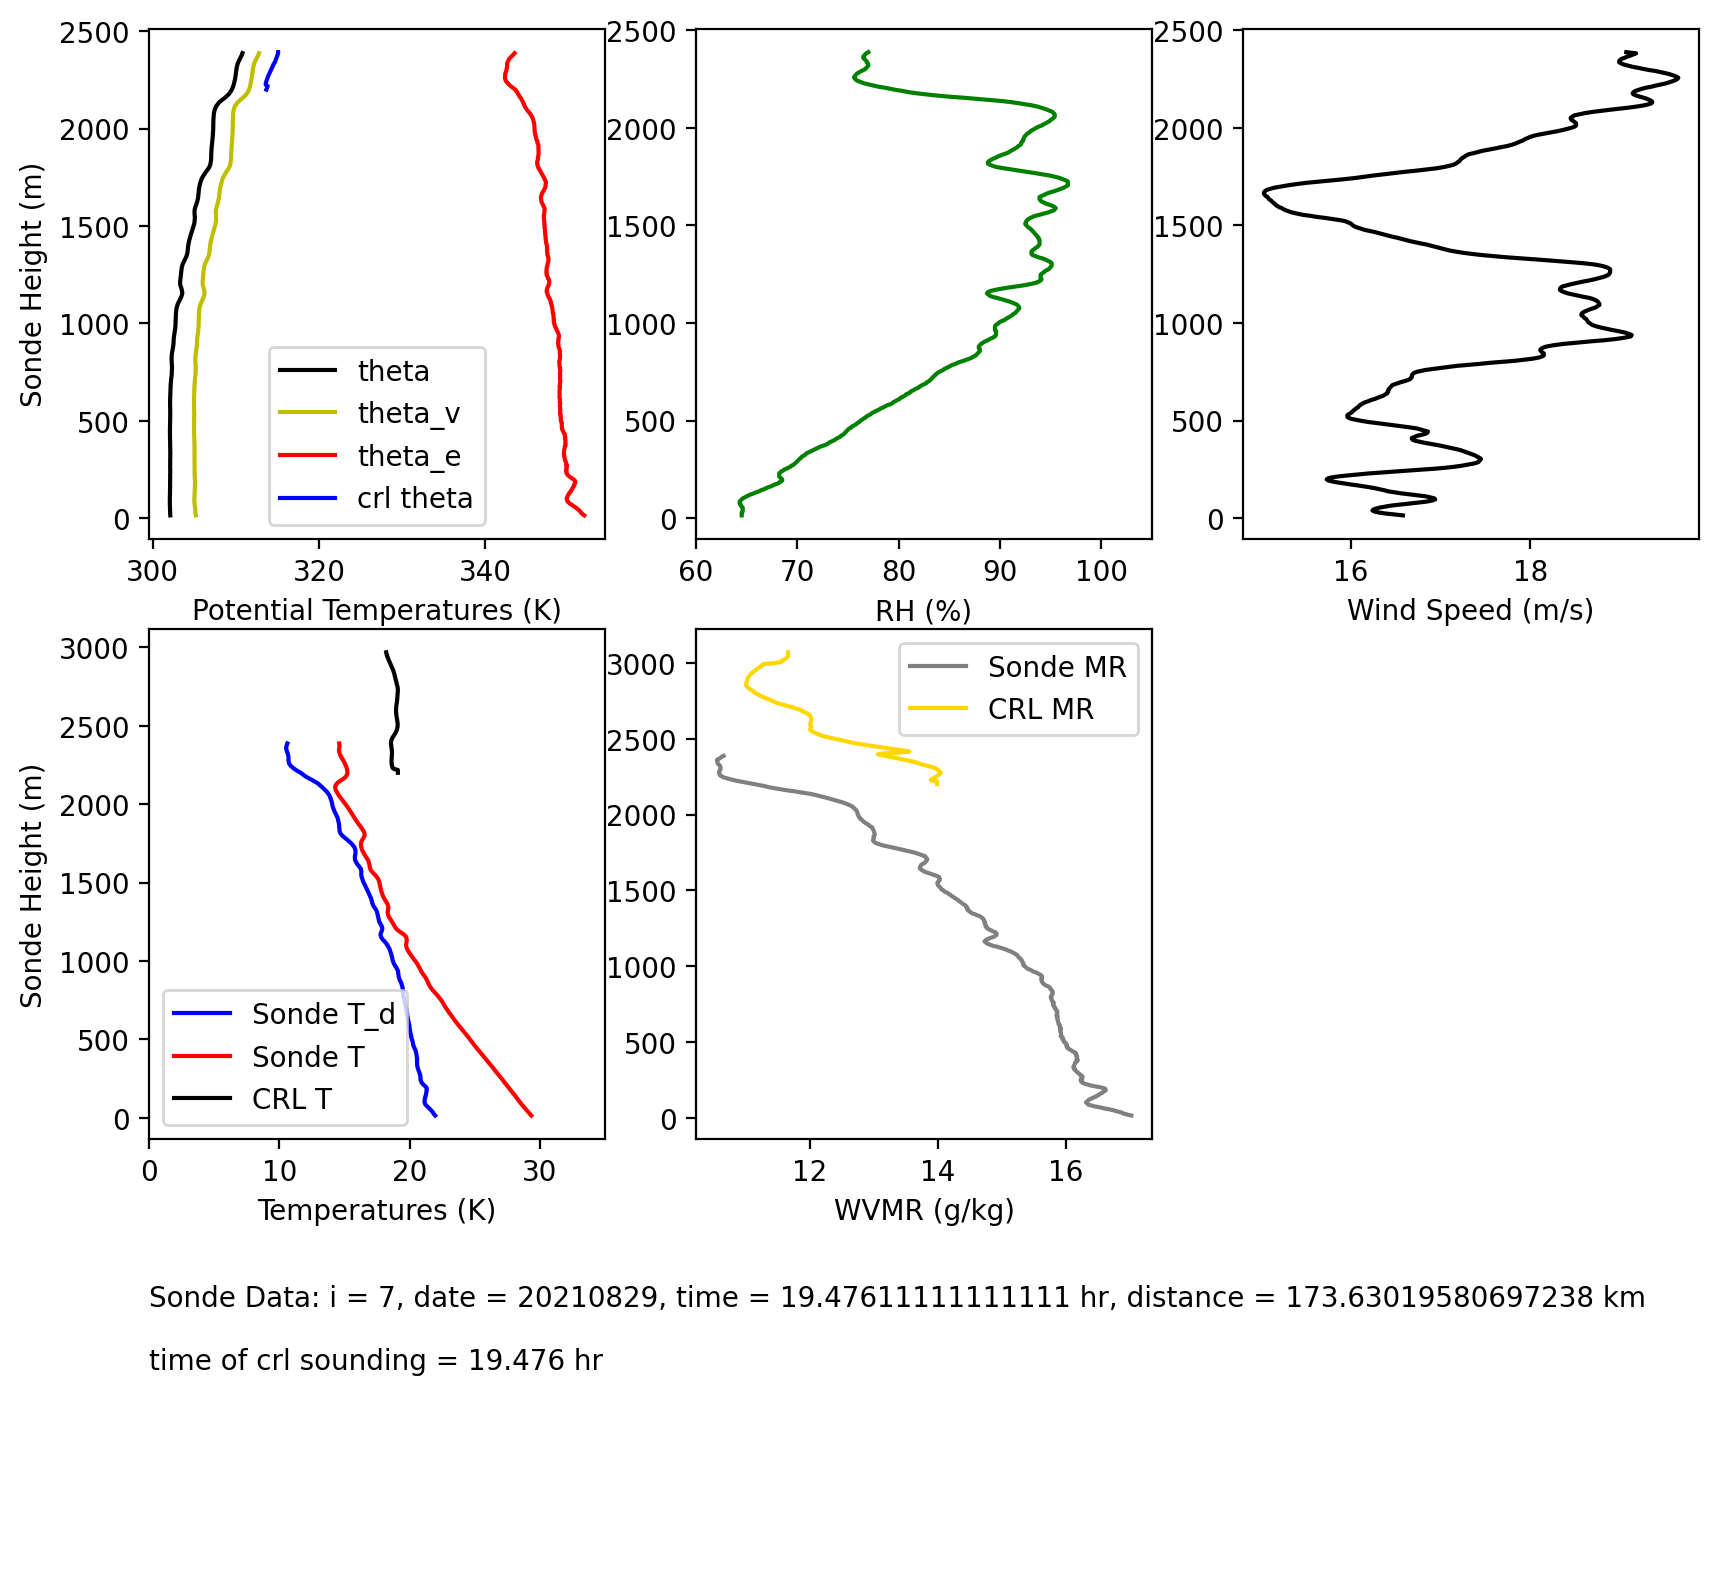 2500
2000
1500
1000
500
0
Sonde Height (m)
300 320 340
Potential Temperatures (K)
theta
theta_v
theta_e
crl theta
2500
2000
1500
1000
500
0
60 70 80 90 100
RH (%)
2500
2000
1500
1000
500
0
16 18
Wind Speed (m/s)
3000
2500
2000
1500
1000
500
0
Sonde Height (m)
0 10 20 30
Temperatures (K)
Sonde T_d
Sonde T
CRL T
3000
2500
2000
1500
1000
500
0
12 14 16
WVMR (g/kg)
Sonde MR
CRL MR
Sonde Data: i = 7, date = 20210829, time = 19.47611111111111 hr, distance = 173.63019580697238 km
time of crl sounding = 19.476 hr